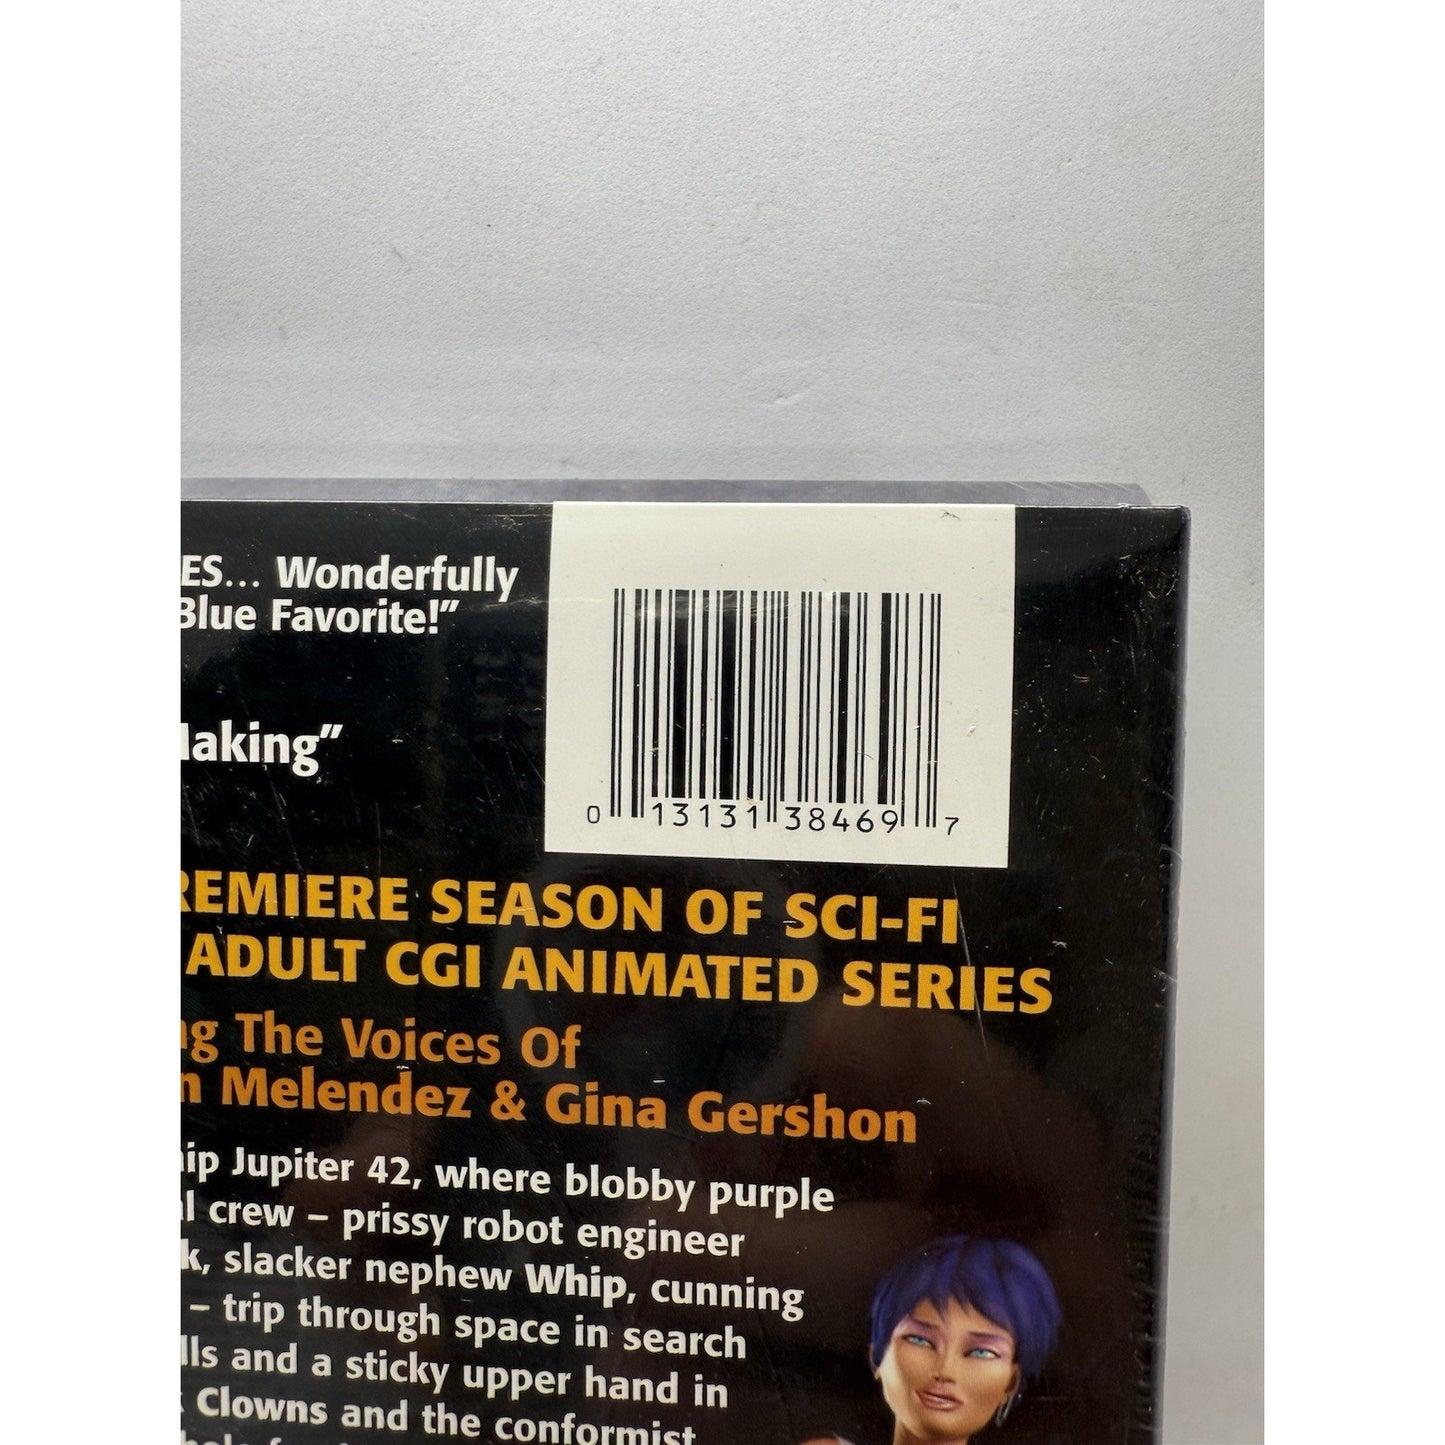 ES... Wonderfully
Blue Favorite!”
aking”
0 13131 38469 7
REMIERE SEASON OF SCI-FI
ADULT CGI ANIMATED SERIES
ng The Voices Of
n Melendez & Gina Gershon
ip Jupiter 42, where blobby purple
l crew – prissy robot engineer
k, slacker nephew Whip, cunning
– trip through space in search
lls and a sticky upper hand in
Clowns and the conformist